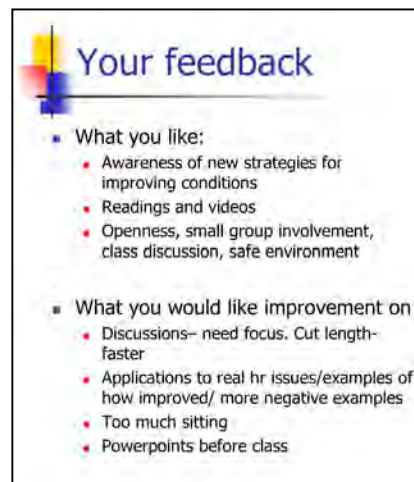 Your feedback
What you like:
Awareness of new strategies for
improving conditions
Readings and videos
Openness, small group involvement,
class discussion, safe environment
What you would like improvement on
Discussions– need focus. Cut length-
faster
Applications to real hr issues/examples of
how improved/ more negative examples
Too much sitting
Powerpoints before class